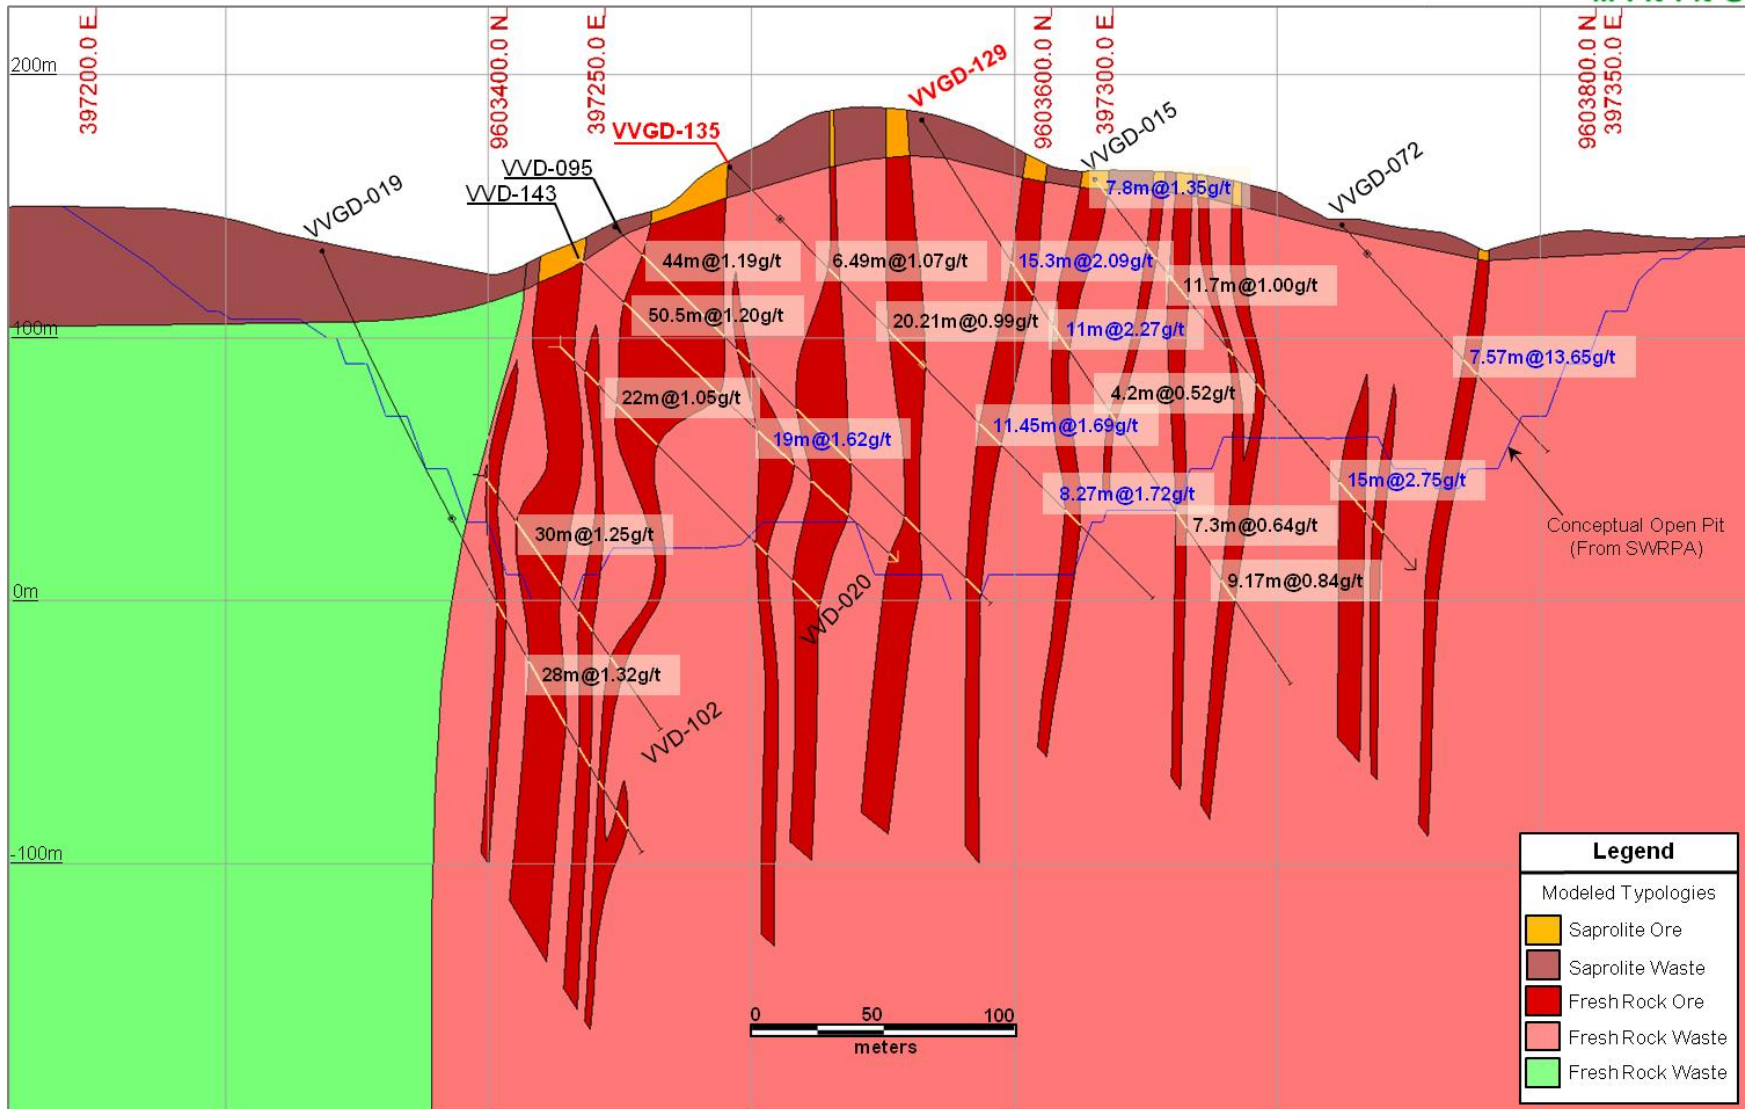 397200.0 E
9603400.0 N
397250.0 E
9603600.0 N
397300.0 E
9603800.0 N
397350.0 E
200m
100m
0m
-100m
VVGD-019
VVD-143
VVD-095
VVGD-135
VVGD-129
VVGD-015
VVGD-072
7.8m@1.35g/t
44m@1.19g/t
6.49m@1.07g/t
15.3m@2.09g/t
11.7m@1.00g/t
50.5m@1.20g/t
20.21m@0.99g/t
11m@2.27g/t
7.57m@13.65g/t
22m@1.05g/t
4.2m@0.52g/t
19m@1.62g/t
11.45m@1.69g/t
8.27m@1.72g/t
15m@2.75g/t
30m@1.25g/t
7.3m@0.64g/t
9.17m@0.84g/t
28m@1.32g/t
VVD-020
VVD-102
Conceptual Open Pit
(From SWRPA)
0 50 100
meters
Legend
Modeled Typologies
Saprolite Ore
Saprolite Waste
Fresh Rock Ore
Fresh Rock Waste
Fresh Rock Waste